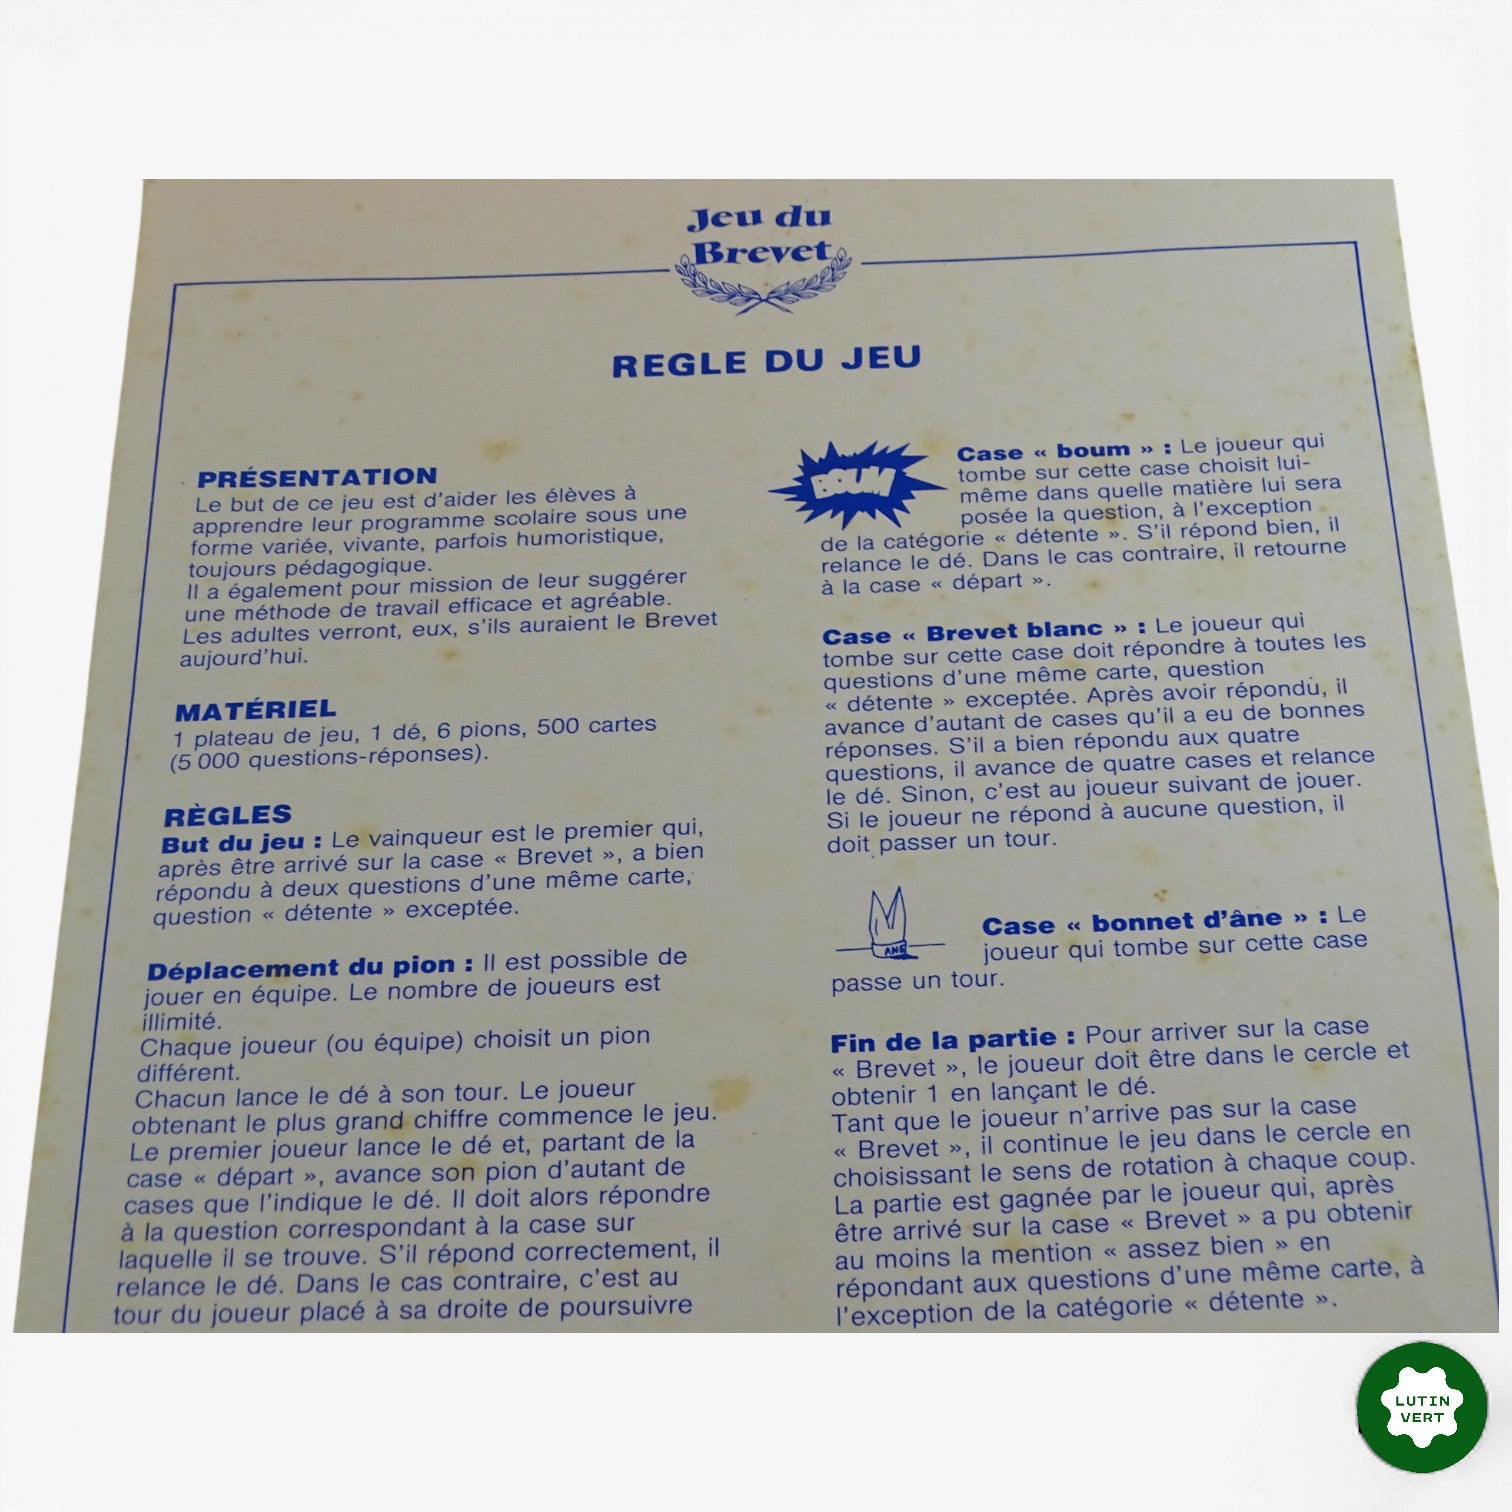 Jeu du
Brevet
REGLE DU JEU
PRÉSENTATION
Le but de ce jeu est d'aider les élèves à
apprendre leur programme scolaire sous une
forme variée, vivante, parfois humoristique,
toujours pédagogique.
Il a également pour mission de leur suggérer
une méthode de travail efficace et agréable.
Les adultes verront, eux, s'ils auraient le Brevet
aujourd'hui.
MATÉRIEL
1 plateau de jeu, 1 dé, 6 pions, 500 cartes
(5 000 questions-réponses).
RÈGLES
But du jeu : Le vainqueur est le premier qui,
après être arrivé sur la case « Brevet », a bien
répondu à deux questions d'une même carte,
question « détente » exceptée.
Déplacement du pion : Il est possible de
jouer en équipe. Le nombre de joueurs est
illimité.
Chaque joueur (ou équipe) choisit un pion
différent.
Chacun lance le dé à son tour. Le joueur
obtenant le plus grand chiffre commence le jeu.
Le premier joueur lance le dé et, partant de la
case « départ », avance son pion d'autant de
cases que l'indique le dé. Il doit alors répondre
à la question correspondant à la case sur
laquelle il se trouve. S'il répond correctement, il
relance le dé. Dans le cas contraire, c'est au
tour du joueur placé à sa droite de poursuivre
BOUM
Case « boum » : Le joueur qui
tombe sur cette case choisit lui-
même dans quelle matière lui sera
posée la question, à l'exception
de la catégorie « détente ». S'il répond bien, il
relance le dé. Dans le cas contraire, il retourne
à la case « départ ».
Case « Brevet blanc » : Le joueur qui
tombe sur cette case doit répondre à toutes les
questions d'une même carte, question
« détente » exceptée. Après avoir répondu, il
avance d'autant de cases qu'il a eu de bonnes
réponses. S'il a bien répondu aux quatre
questions, il avance de quatre cases et relance
le dé. Sinon, c'est au joueur suivant de jouer.
Si le joueur ne répond à aucune question, il
doit passer un tour.
ANE
Case « bonnet d'âne » : Le
joueur qui tombe sur cette case
passe un tour.
Fin de la partie : Pour arriver sur la case
« Brevet », le joueur doit être dans le cercle et
obtenir 1 en lançant le dé.
Tant que le joueur n'arrive pas sur la case
« Brevet », il continue le jeu dans le cercle en
choisissant le sens de rotation à chaque coup.
La partie est gagnée par le joueur qui, après
être arrivé sur la case « Brevet » a pu obtenir
au moins la mention « assez bien » en
répondant aux questions d'une même carte, à
l'exception de la catégorie « détente ».
LUTIN
VERT